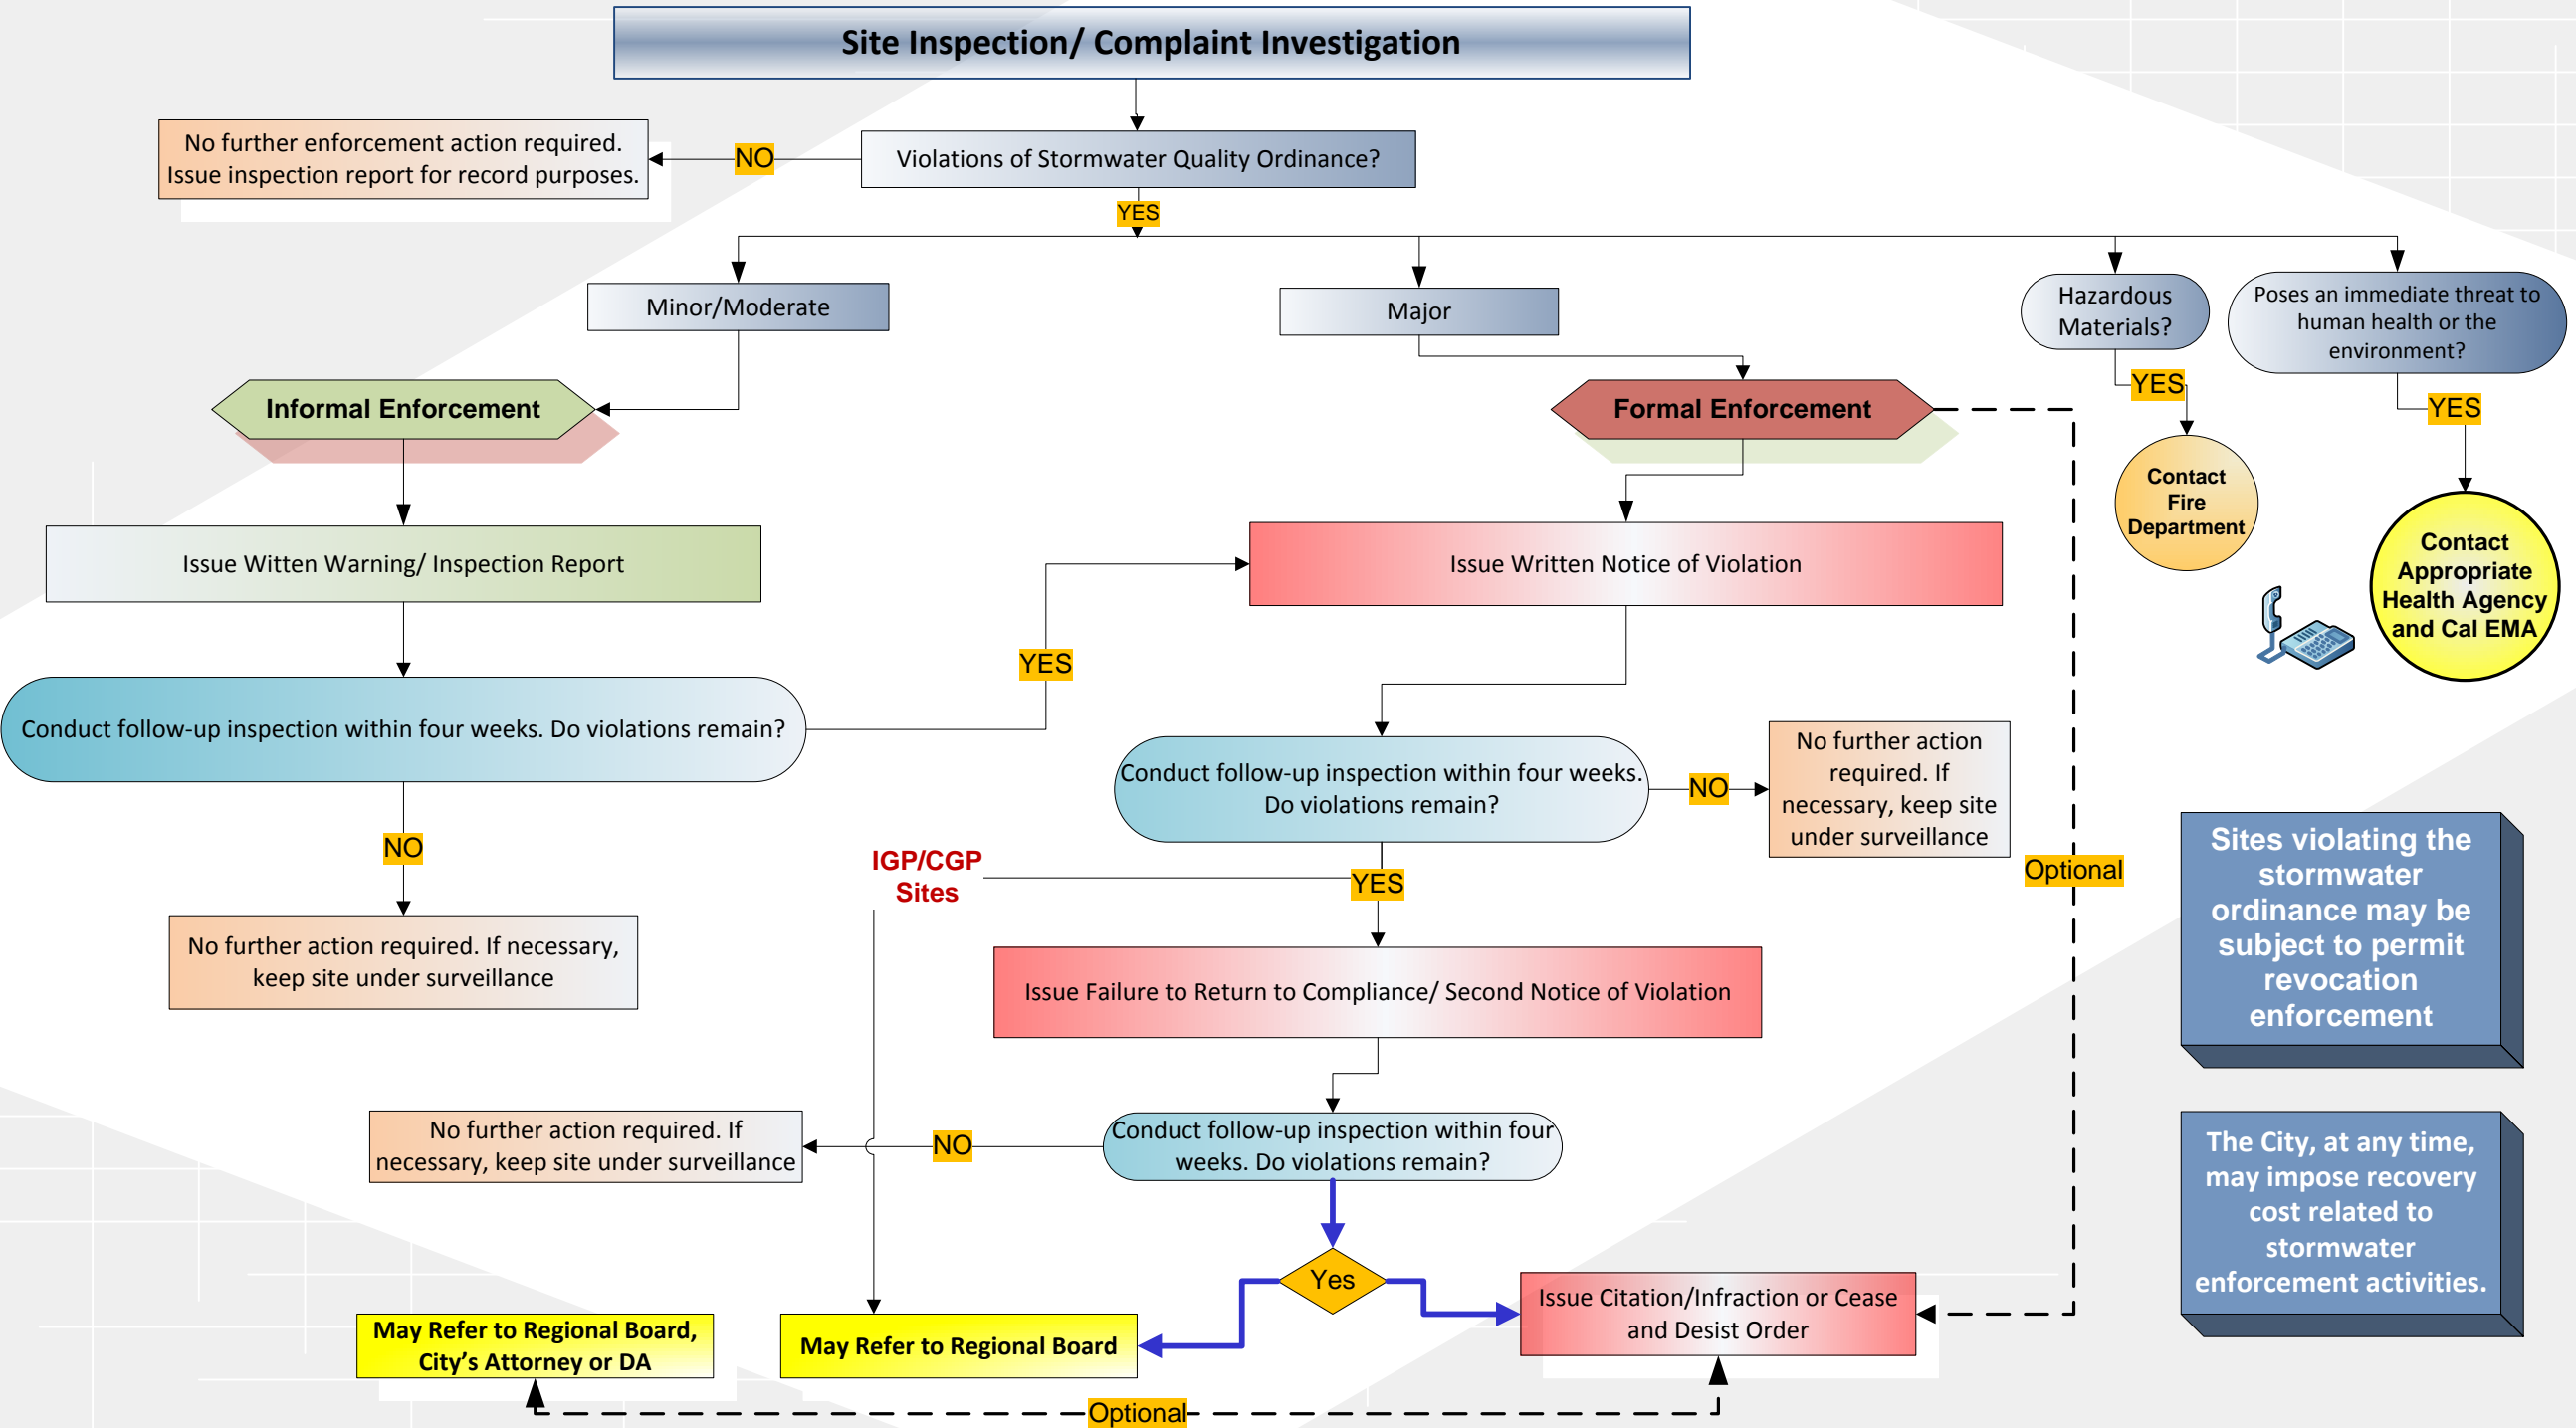 Site Inspection/ Complaint Investigation
No further enforcement action required.
Issue inspection report for record purposes.
NO
Violations of Stormwater Quality Ordinance?
YES
Minor/Moderate
Major
Hazardous
Materials?
Poses an immediate threat to
human health or the
environment?
YES
YES
Informal Enforcement
Formal Enforcement
Contact
Fire
Department
Contact
Appropriate
Health Agency
and Cal EMA
Issue Witten Warning/ Inspection Report
Issue Written Notice of Violation
YES
Conduct follow-up inspection within four weeks. Do violations remain?
Conduct follow-up inspection within four weeks.
Do violations remain?
NO
No further action
required. If
necessary, keep site
under surveillance
NO
IGP/CGP
Sites
YES
Optional
Sites violating the
stormwater
ordinance may be
subject to permit
revocation
enforcement
No further action required. If necessary,
keep site under surveillance
Issue Failure to Return to Compliance/ Second Notice of Violation
No further action required. If
necessary, keep site under surveillance
NO
Conduct follow-up inspection within four
weeks. Do violations remain?
The City, at any time,
may impose recovery
cost related to
stormwater
enforcement activities.
Yes
Issue Citation/Infraction or Cease
and Desist Order
May Refer to Regional Board,
City’s Attorney or DA
May Refer to Regional Board
Optional